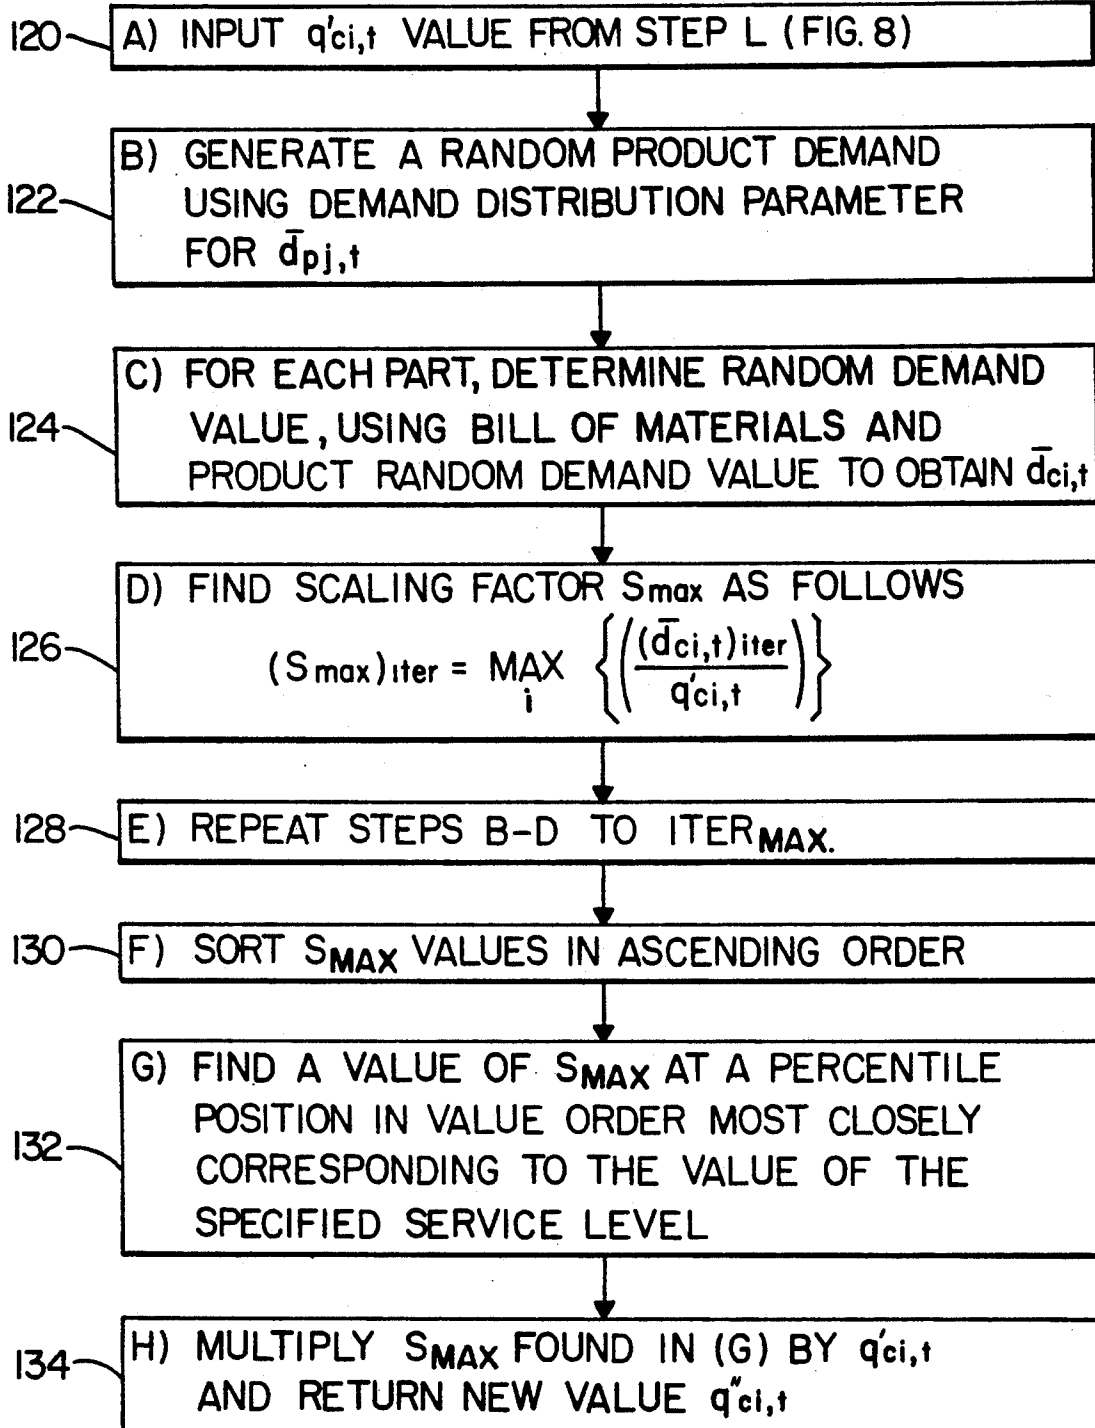 120 A) INPUT q'ci,t VALUE FROM STEP L (FIG. 8)
122 B) GENERATE A RANDOM PRODUCT DEMAND
USING DEMAND DISTRIBUTION PARAMETER
FOR d̄pj,t
124 C) FOR EACH PART, DETERMINE RANDOM DEMAND
VALUE, USING BILL OF MATERIALS AND
PRODUCT RANDOM DEMAND VALUE TO OBTAIN d̄ci,t
126 D) FIND SCALING FACTOR Smax AS FOLLOWS
(Smax)iter = MAX i {((d̄ci,t)iter / q'ci,t)}
128 E) REPEAT STEPS B-D TO ITERMAX.
130 F) SORT SMAX VALUES IN ASCENDING ORDER
132 G) FIND A VALUE OF SMAX AT A PERCENTILE
POSITION IN VALUE ORDER MOST CLOSELY
CORRESPONDING TO THE VALUE OF THE
SPECIFIED SERVICE LEVEL
134 H) MULTIPLY SMAX FOUND IN (G) BY q'ci,t
AND RETURN NEW VALUE q"ci,t